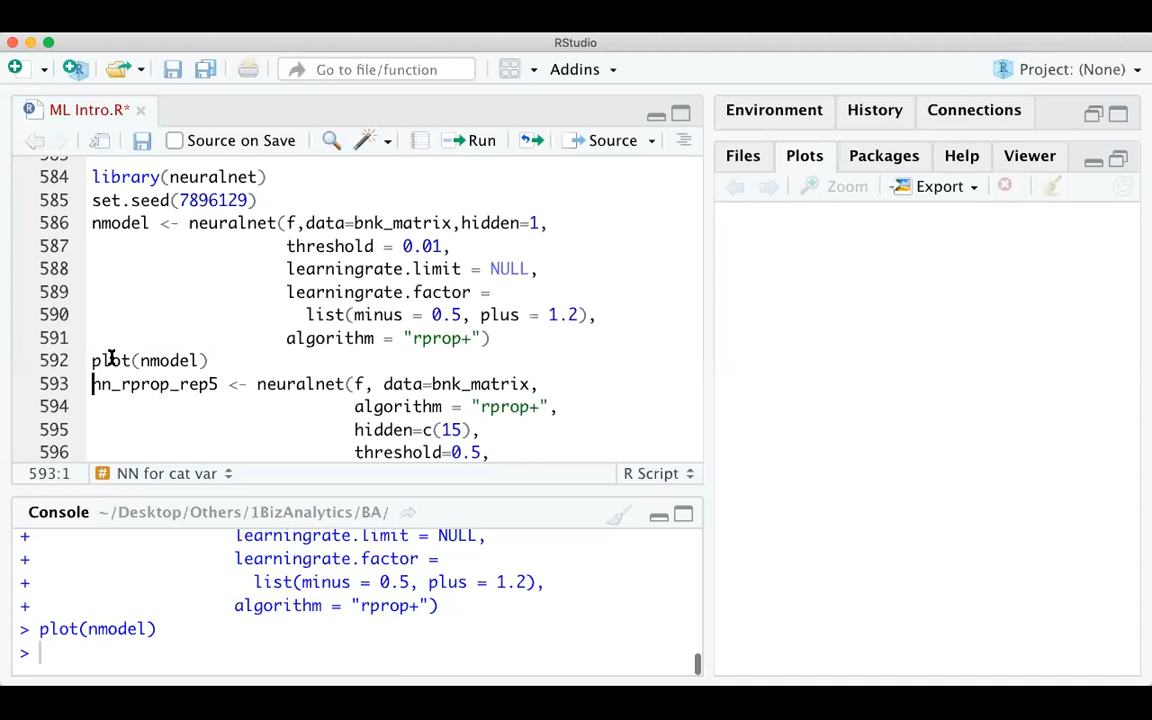 RStudio
Go to file/function
Addins
Project: (None)
ML Intro.R*
Source on Save
Run
Source
584 library(neuralnet)
585 set.seed(7896129)
586 nmodel <- neuralnet(f,data=bnk_matrix,hidden=1,
587 threshold = 0.01,
588 learningrate.limit = NULL,
589 learningrate.factor =
590 list(minus = 0.5, plus = 1.2),
591 algorithm = "rprop+")
592 plot(nmodel)
593 nn_rprop_rep5 <- neuralnet(f, data=bnk_matrix,
594 algorithm = "rprop+",
595 hidden=c(15),
596 threshold=0.5,
593:1 # NN for cat var R Script
Console ~/Desktop/Others/1BizAnalytics/BA/
+ learningrate.limit = NULL,
+ learningrate.factor =
+ list(minus = 0.5, plus = 1.2),
+ algorithm = "rprop+")
> plot(nmodel)
>
Environment History Connections
Files Plots Packages Help Viewer
Zoom Export